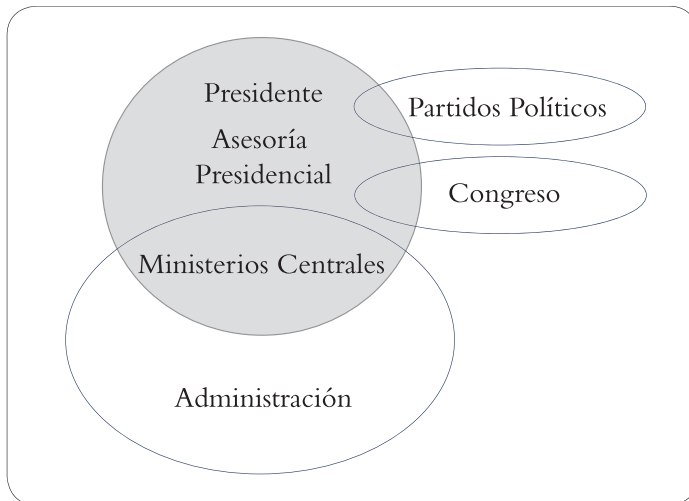 Presidente
Partidos Políticos
Asesoría
Presidencial
Congreso
Ministerios Centrales
Administración